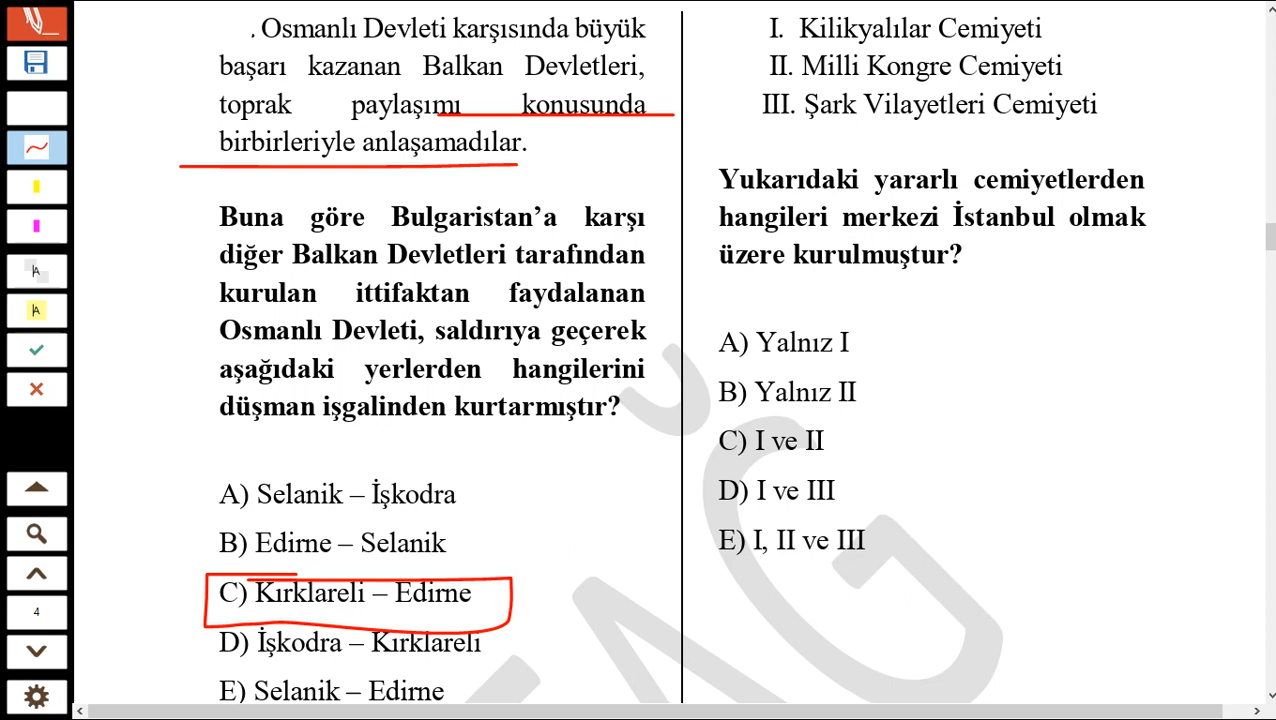 . Osmanlı Devleti karşısında büyük
başarı kazanan Balkan Devletleri,
toprak paylaşımı konusunda
birbirleriyle anlaşamadılar.
Buna göre Bulgaristan’a karşı
diğer Balkan Devletleri tarafından
kurulan ittifaktan faydalanan
Osmanlı Devleti, saldırıya geçerek
aşağıdaki yerlerden hangilerini
düşman işgalinden kurtarmıştır?
A) Selanik – İşkodra
B) Edirne – Selanik
C) Kırklareli – Edirne
D) İşkodra – Kırklareli
E) Selanik – Edirne
I. Kilikyalılar Cemiyeti
II. Milli Kongre Cemiyeti
III. Şark Vilayetleri Cemiyeti
Yukarıdaki yararlı cemiyetlerden
hangileri merkezi İstanbul olmak
üzere kurulmuştur?
A) Yalnız I
B) Yalnız II
C) I ve II
D) I ve III
E) I, II ve III
4